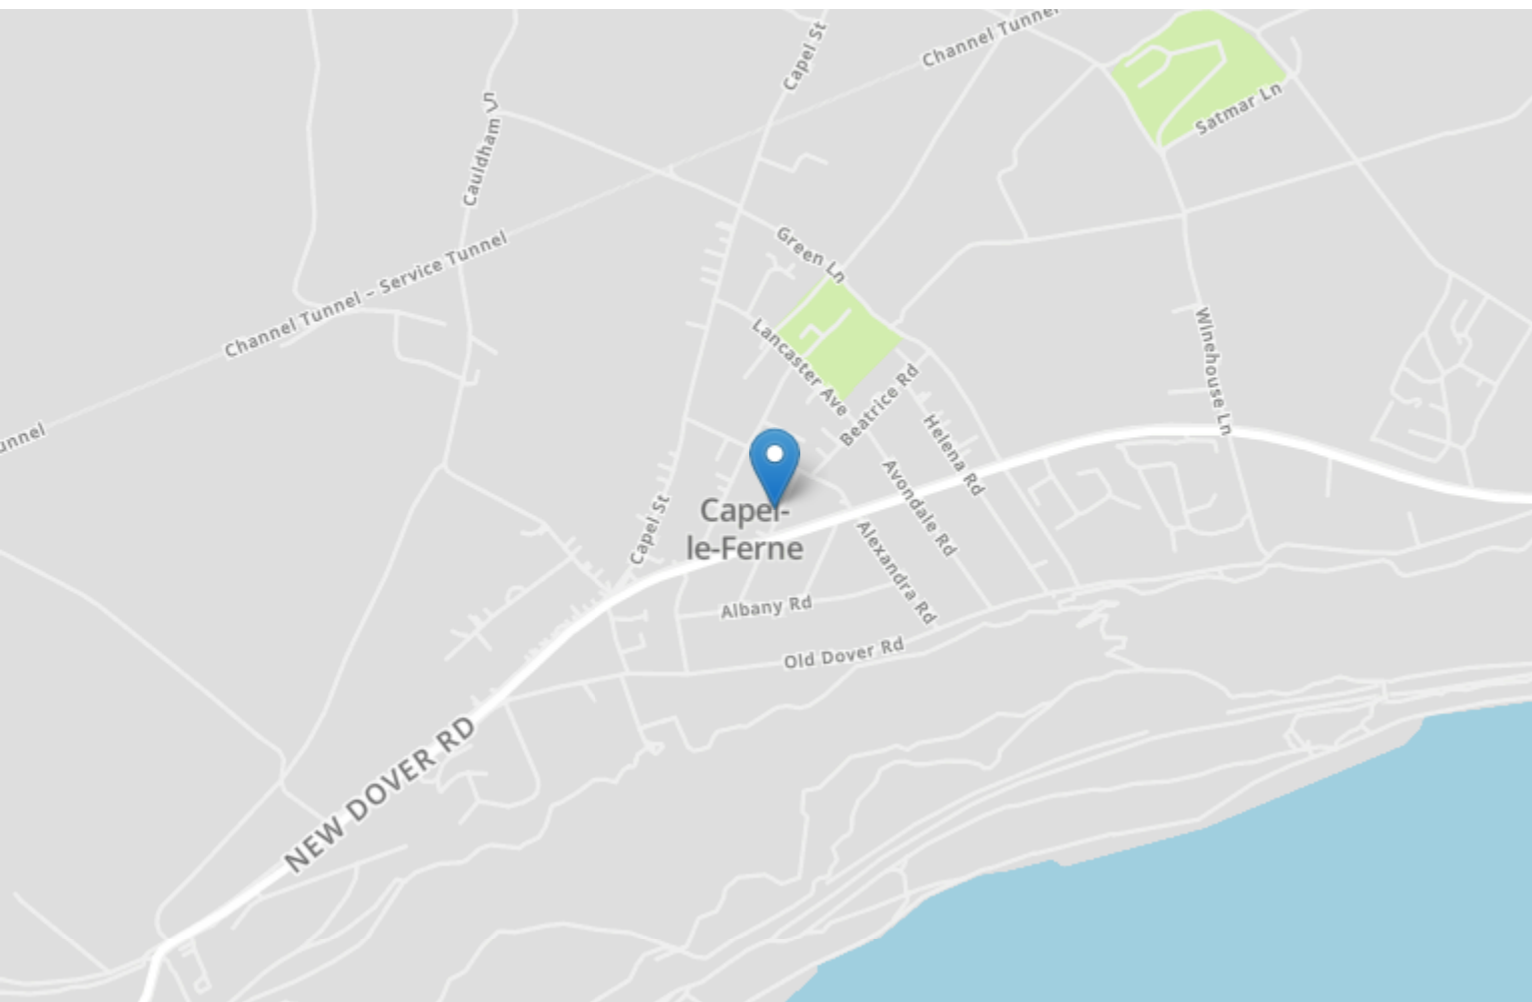 Capel St
Channel Tunnel
Cauldham Ln
Satmar Ln
Green Ln
Channel Tunnel – Service Tunnel
Lancaster Ave
Winehouse Ln
Beatrice Rd
Helena Rd
unnel
Avondale Rd
Capel St
Capel-
le-Ferne
Alexandra Rd
Albany Rd
Old Dover Rd
NEW DOVER RD